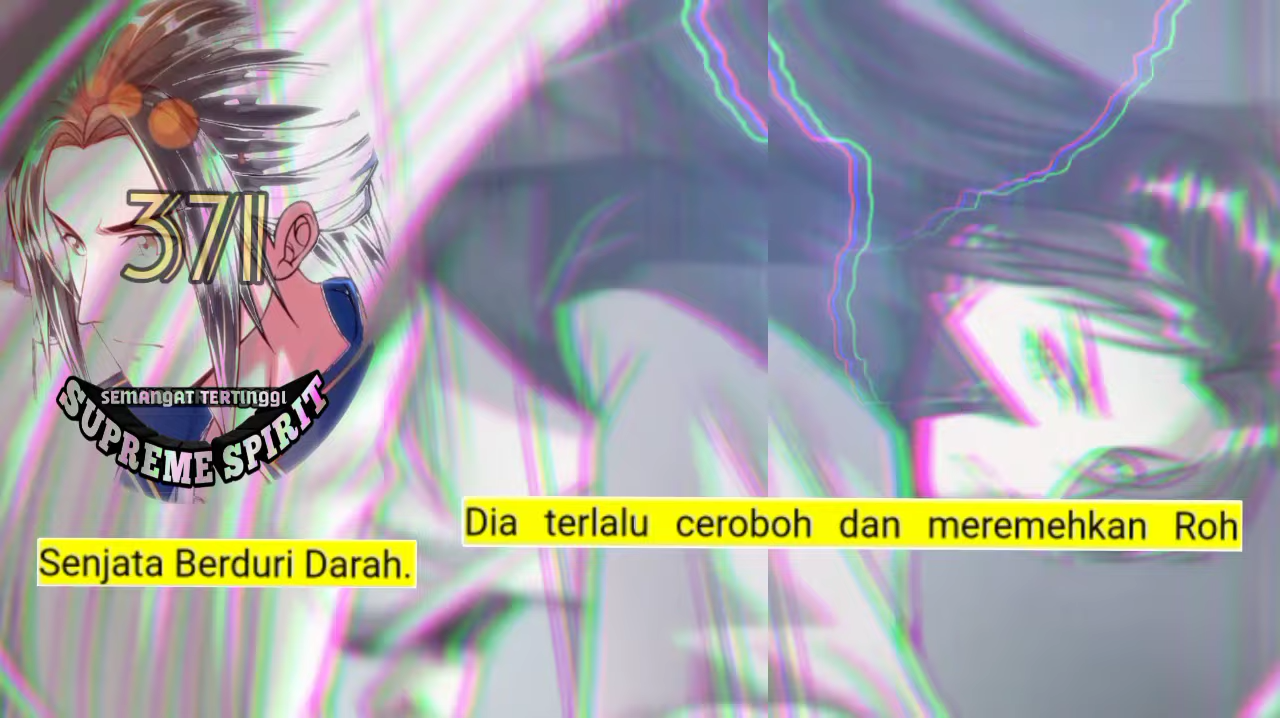 371
SEMANGAT TERTINGGI
SUPREME SPIRIT
Dia terlalu ceroboh dan meremehkan Roh
Senjata Berduri Darah.